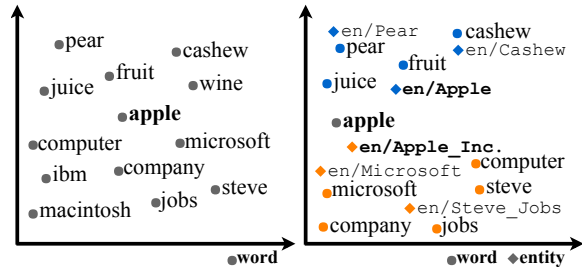 pear
cashew
fruit
juice
wine
apple
computer
microsoft
company
ibm
steve
jobs
macintosh
word
en/Pear
cashew
pear
en/Cashew
fruit
juice
en/Apple
apple
en/Apple_Inc.
computer
en/Microsoft
microsoft
steve
en/Steve_Jobs
company
jobs
word entity